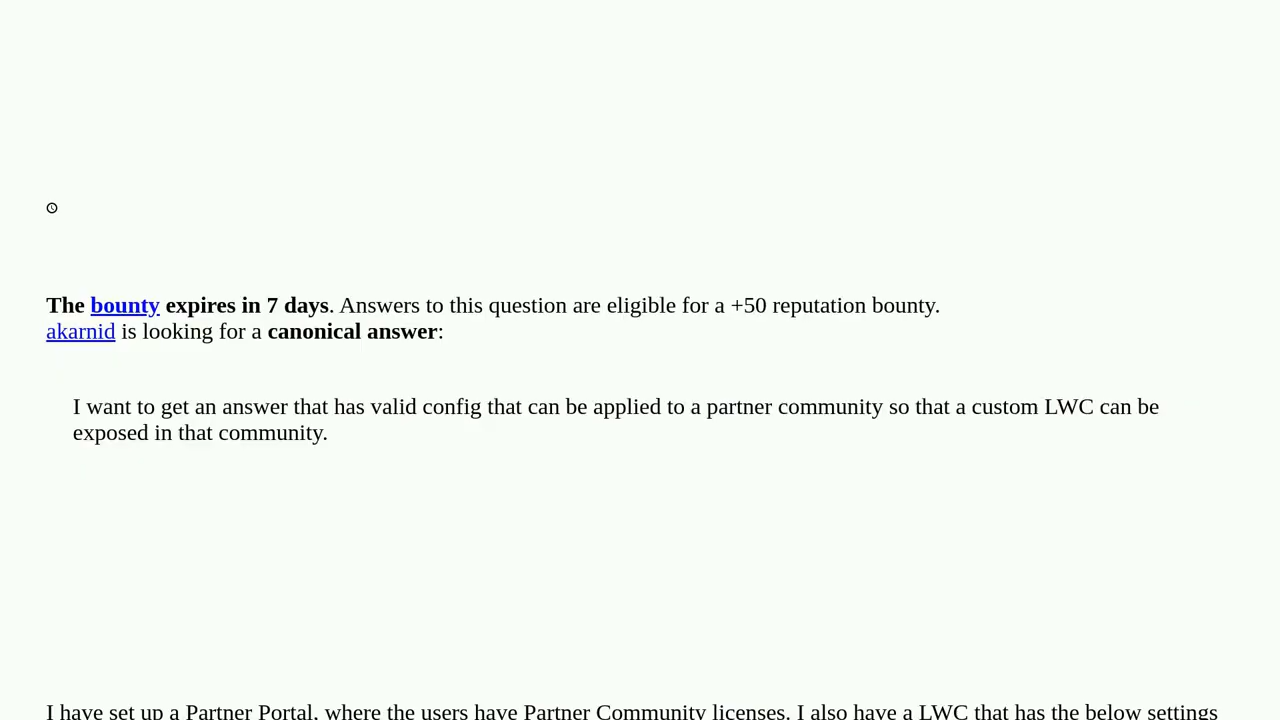 The bounty expires in 7 days. Answers to this question are eligible for a +50 reputation bounty.
akarnid is looking for a canonical answer:
I want to get an answer that has valid config that can be applied to a partner community so that a custom LWC can be
exposed in that community.
I have set up a Partner Portal, where the users have Partner Community licenses. I also have a LWC that has the below settings